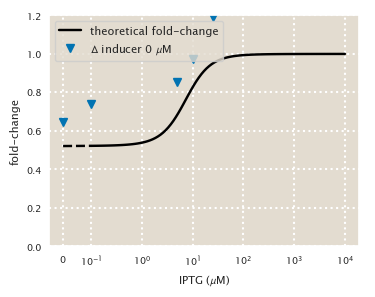 1.2
theoretical fold−change
Δ inducer 0 μM
1.0
0.8
0.6
0.4
0.2
0.0
fold−change
0 10⁻¹ 10⁰ 10¹ 10² 10³ 10⁴
IPTG (μM)